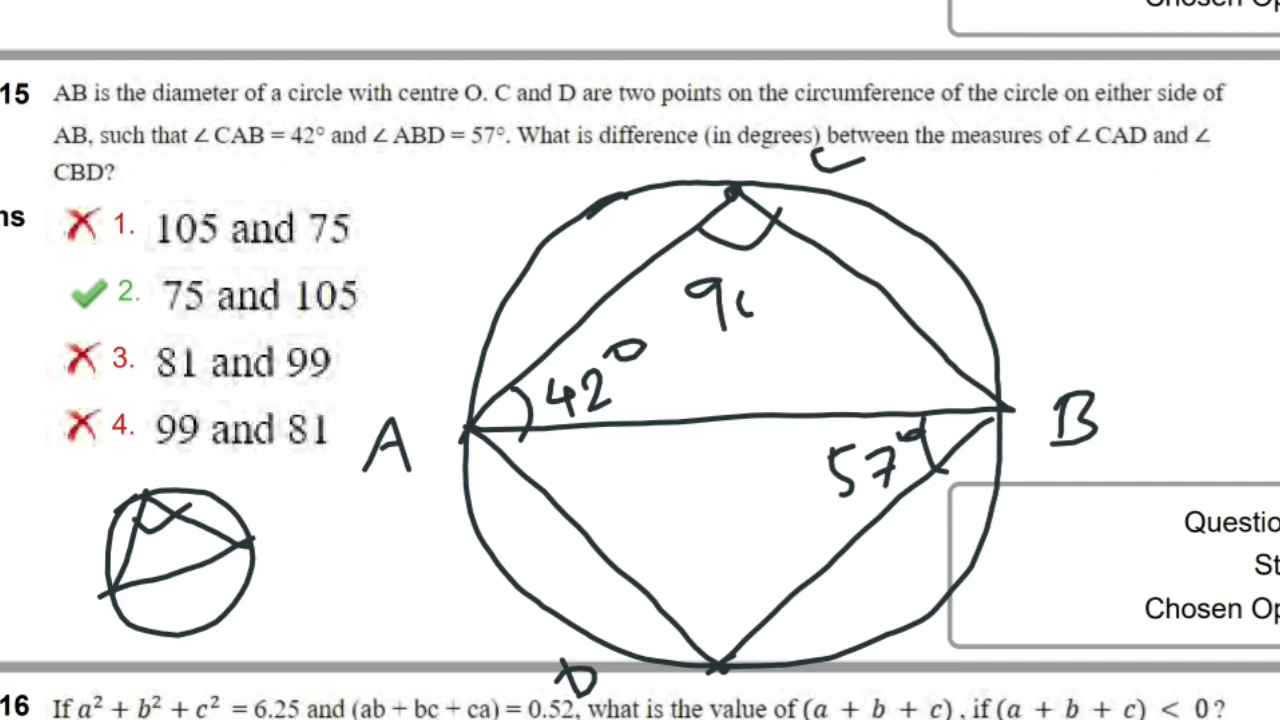 15 AB is the diameter of a circle with centre O. C and D are two points on the circumference of the circle on either side of
AB, such that ∠ CAB = 42° and ∠ ABD = 57°. What is difference (in degrees) between the measures of ∠ CAD and ∠
CBD?
1. 105 and 75
2. 75 and 105
3. 81 and 99
4. 99 and 81
C
90
42°
A
B
57°
D
Questio
St
Chosen Op
16 If a² + b² + c² = 6.25 and (ab + bc + ca) = 0.52, what is the value of (a + b + c), if (a + b + c) < 0?